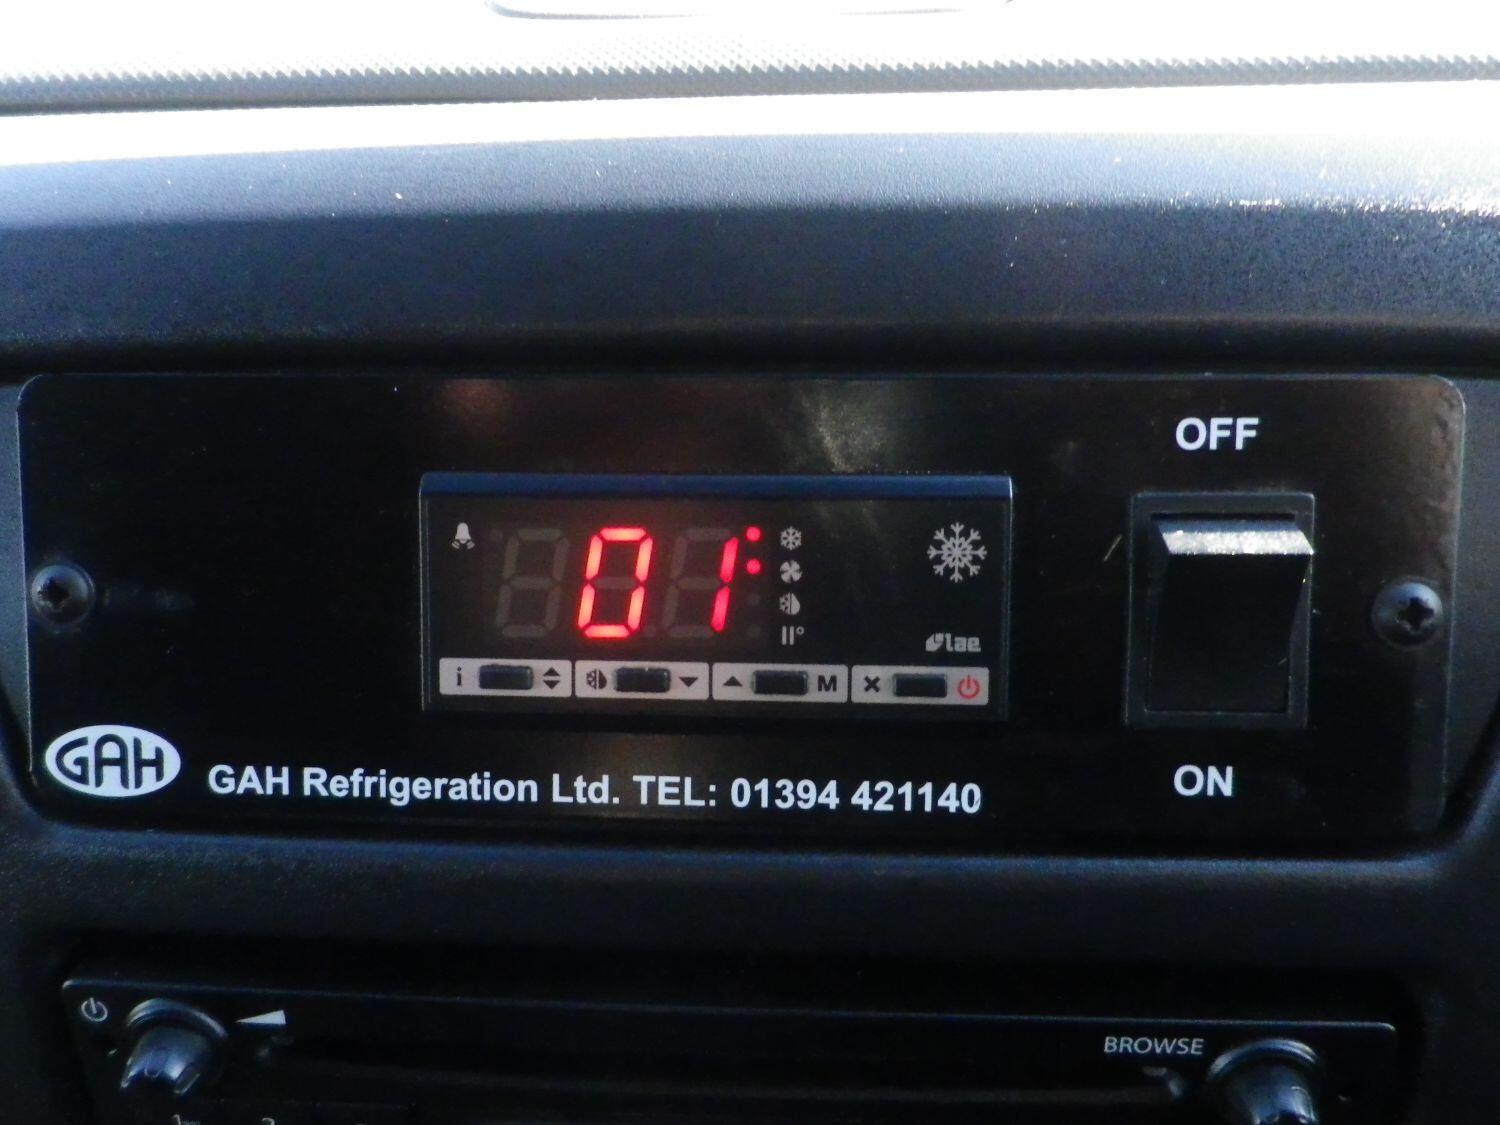 OFF
01
lae
i
M
ON
GAH
GAH Refrigeration Ltd. TEL: 01394 421140
BROWSE